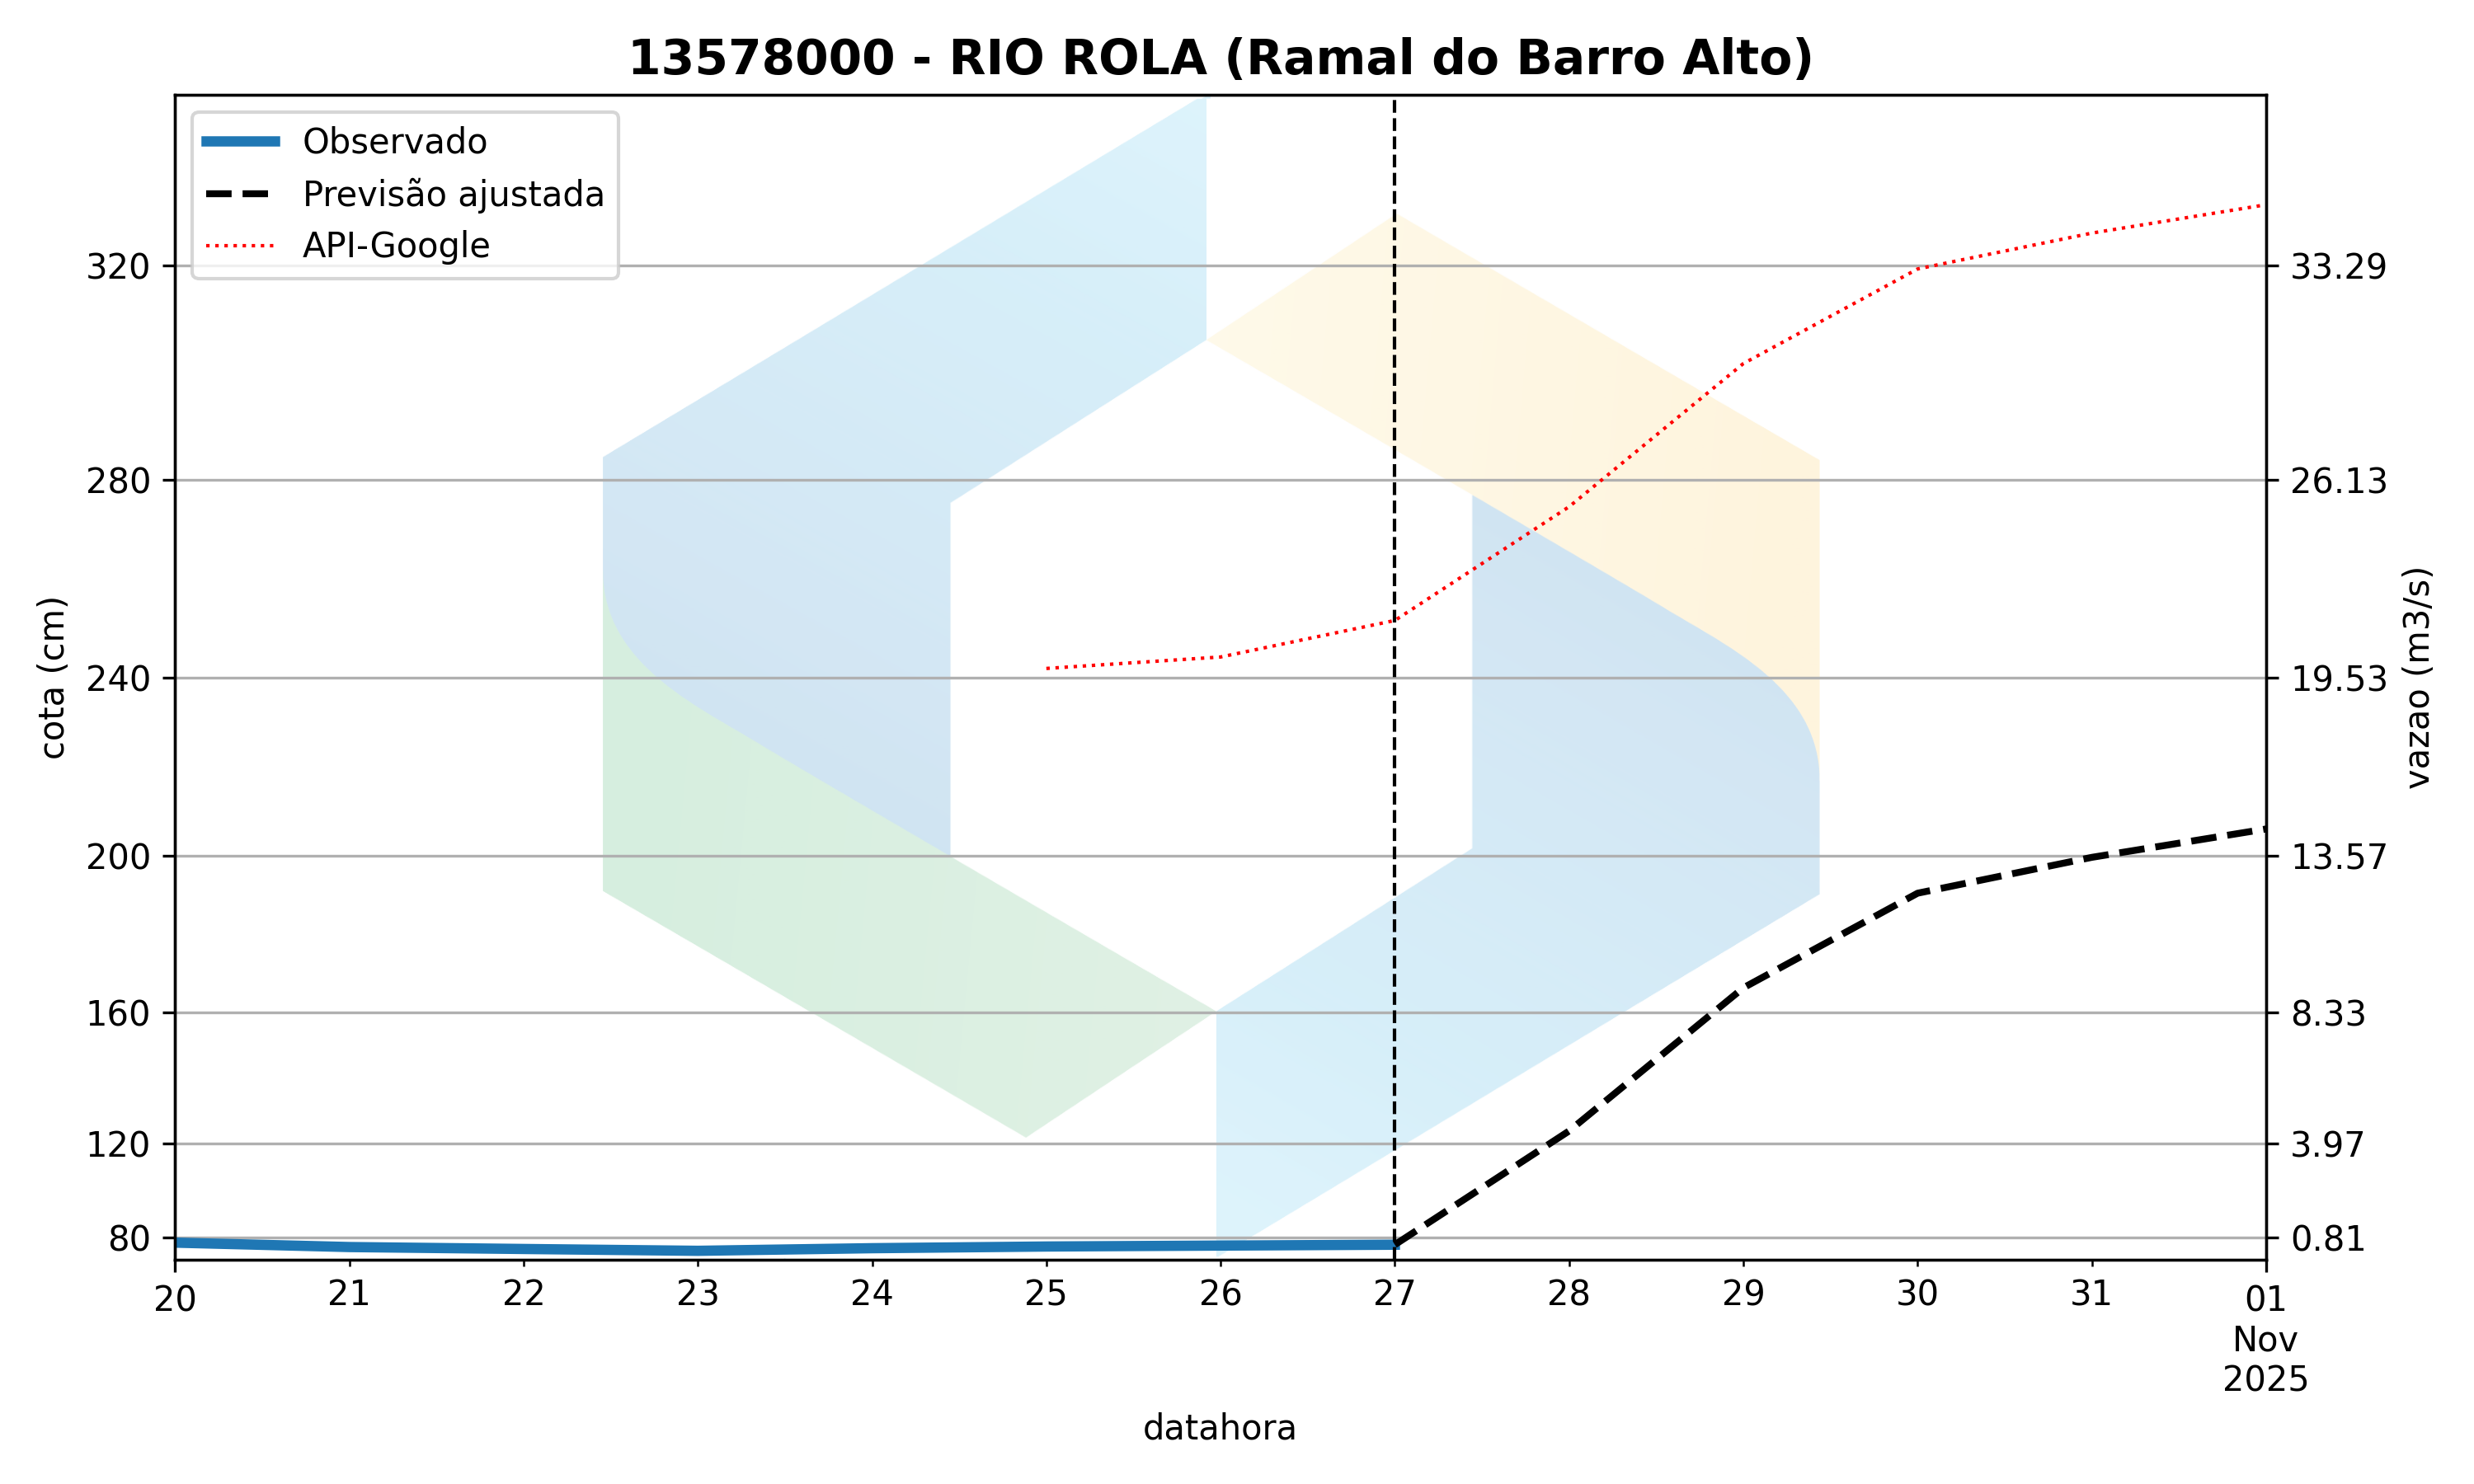 13578000 - RIO ROLA (Ramal do Barro Alto)
Observado
Previsão ajustada
API-Google
320
280
240
200
160
120
80
cota (cm)
33.29
26.13
19.53
13.57
8.33
3.97
0.81
vazao (m3/s)
20 21 22 23 24 25 26 27 28 29 30 31 01
Nov
2025
datahora